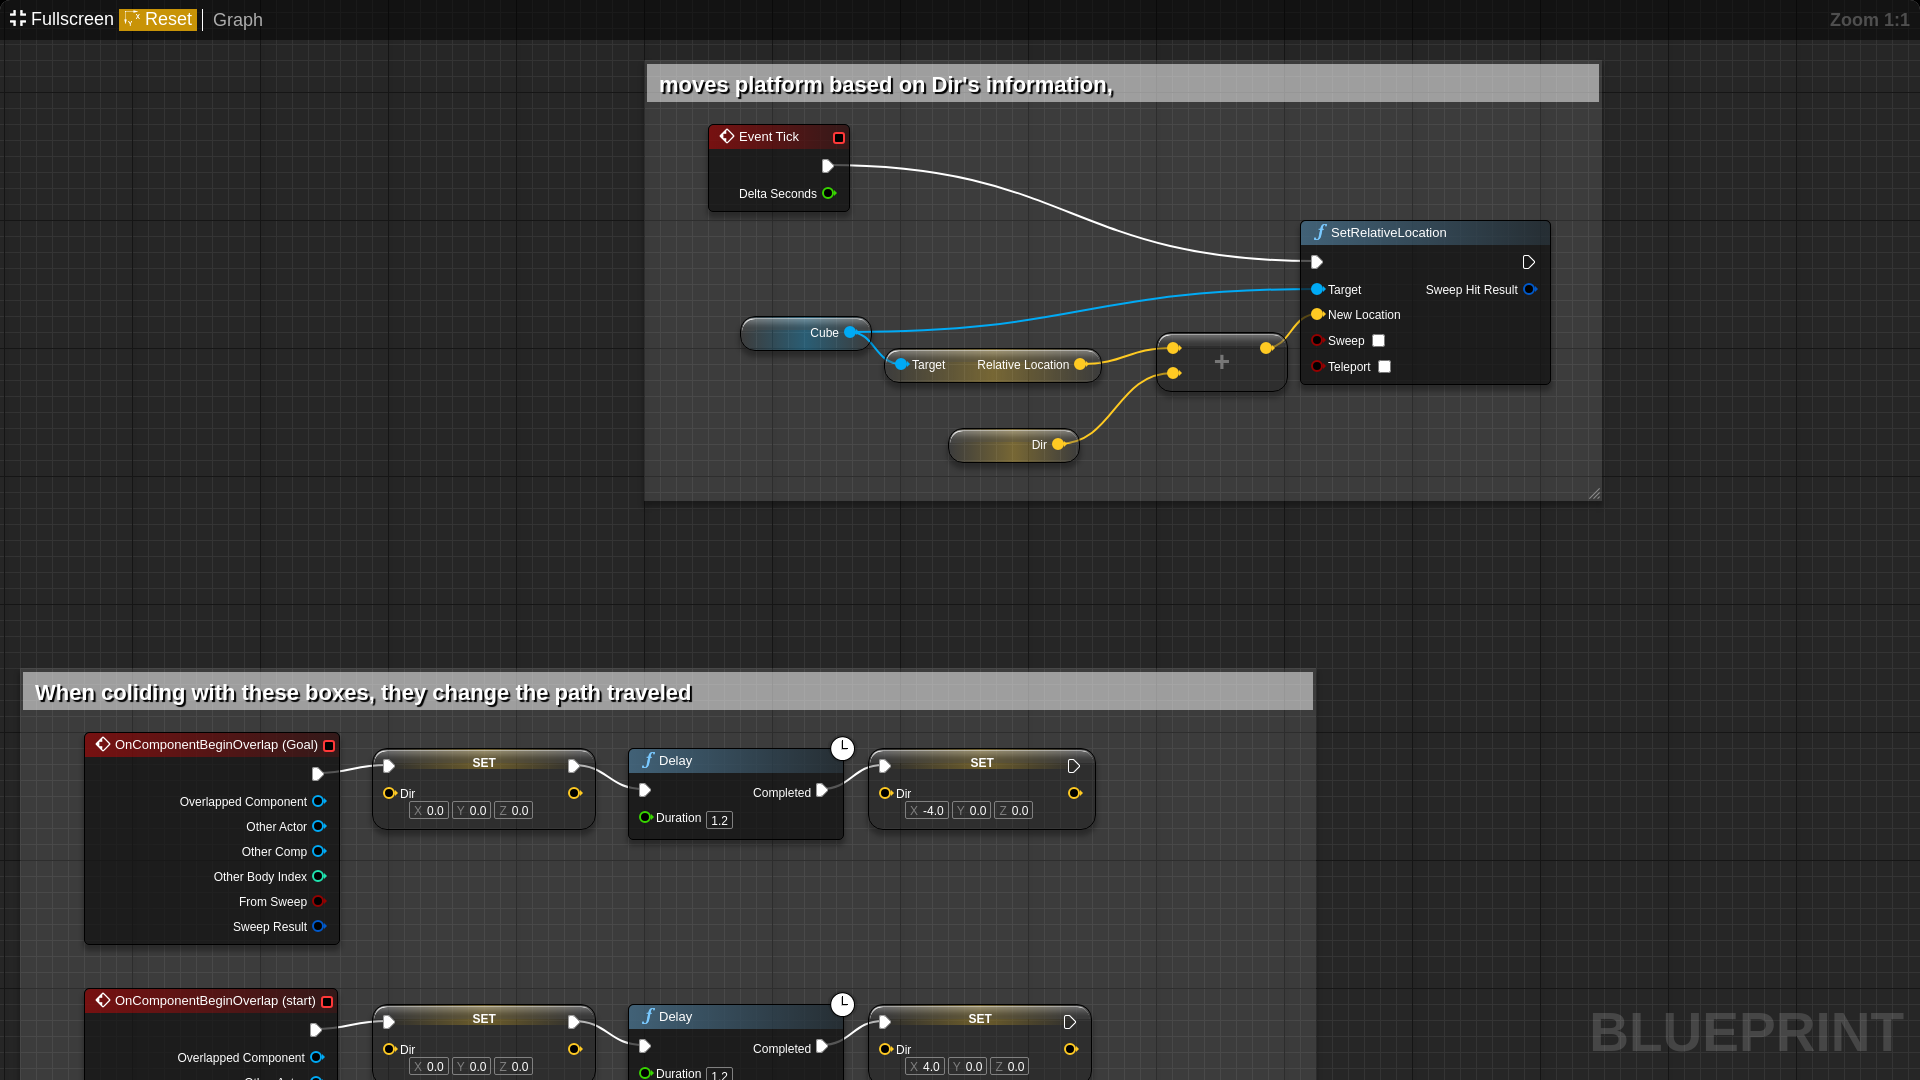 Fullscreen Reset Graph Zoom 1:1
moves platform based on Dir's information,
Event Tick
Delta Seconds
SetRelativeLocation
Target Sweep Hit Result
New Location
Sweep
Teleport
Cube
Target Relative Location
+
Dir
When coliding with these boxes, they change the path traveled
OnComponentBeginOverlap (Goal)
Overlapped Component
Other Actor
Other Comp
Other Body Index
From Sweep
Sweep Result
SET
Dir
X 0.0 Y 0.0 Z 0.0
Delay
Completed
Duration 1.2
SET
Dir
X -4.0 Y 0.0 Z 0.0
OnComponentBeginOverlap (start)
Overlapped Component
Other Actor
SET
Dir
X 0.0 Y 0.0 Z 0.0
Delay
Completed
Duration 1.2
SET
Dir
X 4.0 Y 0.0 Z 0.0
BLUEPRINT